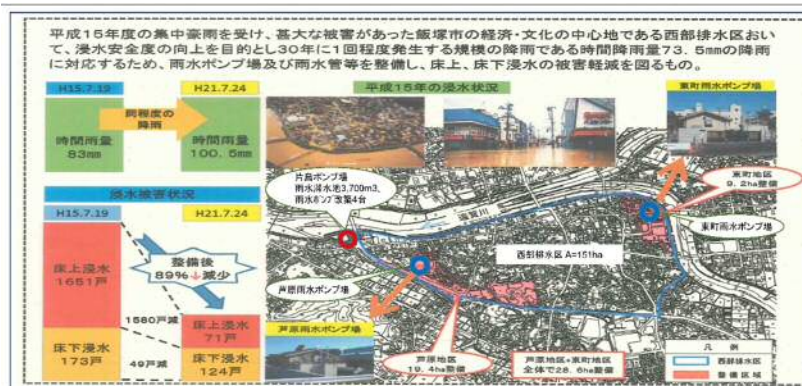 平成15年度の集中豪雨を受け、甚大な被害があった飯塚市の経済・文化の中心地である西部排水区おい
て、浸水安全度の向上を目的とし30年に1回程度発生する規模の降雨である時間降雨量73.5mmの降雨
に対応するため、雨水ポンプ場及び雨水管等を整備し、床上、床下浸水の被害軽減を図るもの。
H15.7.19
H21.7.24
同程度の
降雨
時間雨量
83mm
時間雨量
100.5mm
平成15年の浸水状況
東町雨水ポンプ場
浸水被害状況
H15.7.19
H21.7.24
床上浸水
1651戸
床下浸水
173戸
整備後
89%↓減少
1580戸減
49戸減
床上浸水
71戸
床下浸水
124戸
片島ポンプ場
雨水滞水池3,700m3、
雨水ポンプ改築4台
遠賀川
東町地区
9.2ha整備
東町雨水ポンプ場
西部排水区 A=151ha
芦原雨水ポンプ場
芦原雨水ポンプ場
芦原地区
19.4ha整備
芦原地区+東町地区
全体で28.6ha整備
凡 例
西部排水区
整備区域